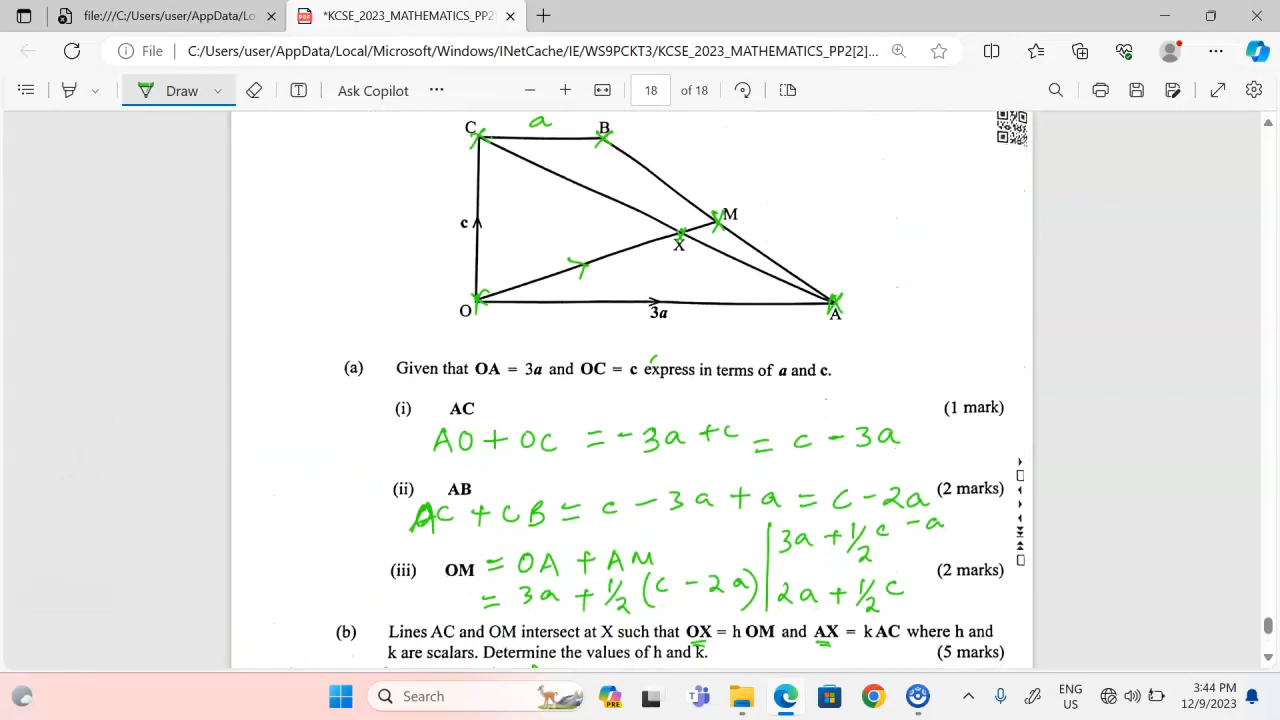 file:///C:/Users/user/AppData/Lo
*KCSE_2023_MATHEMATICS_PP2
File C:/Users/user/AppData/Local/Microsoft/Windows/INetCache/IE/WS9PCKT3/KCSE_2023_MATHEMATICS_PP2[2]...
Draw Ask Copilot 18 of 18
C a B
c M
X
O 3a A
(a) Given that OA = 3a and OC = c express in terms of a and c.
(i) AC (1 mark)
AO + OC = -3a + c = c - 3a
(ii) AB (2 marks)
AC + CB = c - 3a + a = c - 2a
(iii) OM = OA + AM (2 marks)
= 3a + 1/2 (c - 2a)
3a + 1/2 c - a
2a + 1/2 c
(b) Lines AC and OM intersect at X such that OX = h OM and AX = k AC where h and
k are scalars. Determine the values of h and k. (5 marks)
Search
PRE
ENG
US
3:44 PM
12/9/2023